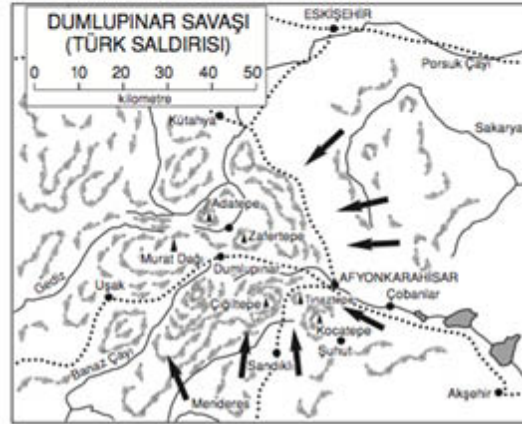 DUMLUPINAR SAVAŞI
(TÜRK SALDIRISI)
0 10 20 30 40 50
kilometre
ESKİŞEHİR
Porsuk Çayı
Kütahya
Sakarya
Adatepe
Zafertepe
Murat Dağı
Gediz
Dumlupınar
Uşak
AFYONKARAHİSAR
Çobanlar
Çiğiltepe
Tınaztepe
Kocatepe
Şuhut
Banaz Çayı
Sandıklı
Menderes
Akşehir